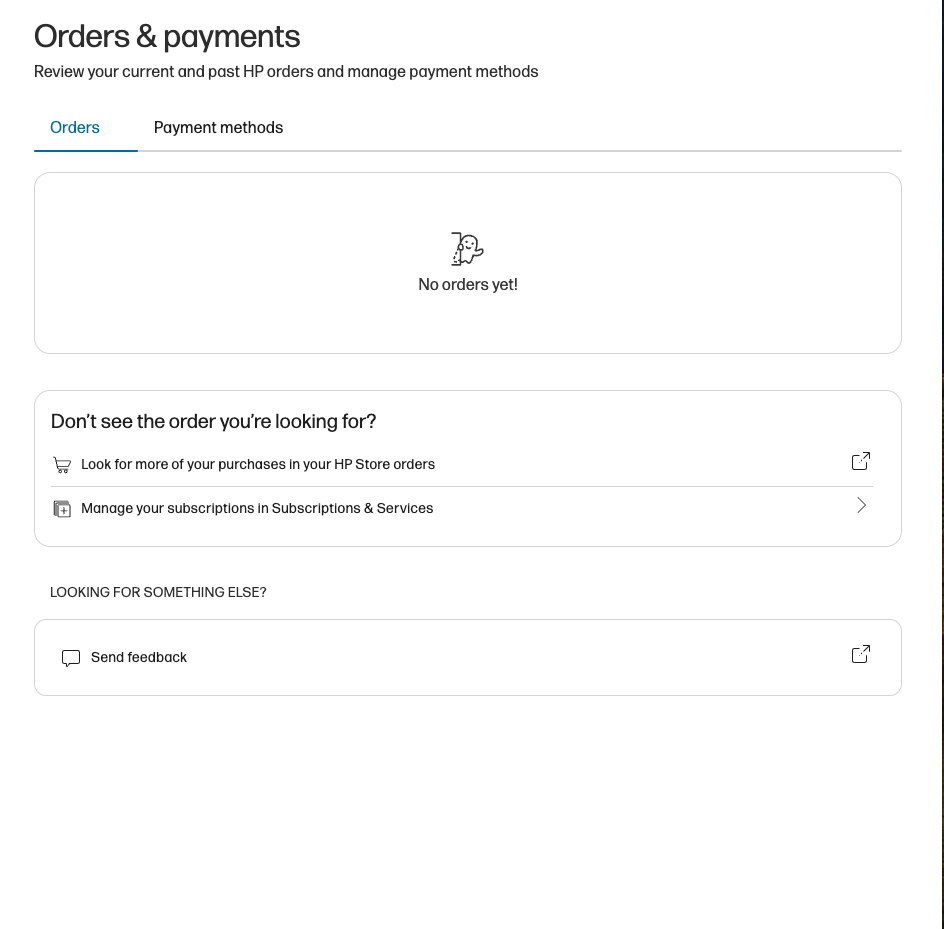 Orders & payments
Review your current and past HP orders and manage payment methods
Orders
Payment methods
No orders yet!
Don’t see the order you’re looking for?
Look for more of your purchases in your HP Store orders
Manage your subscriptions in Subscriptions & Services
LOOKING FOR SOMETHING ELSE?
Send feedback